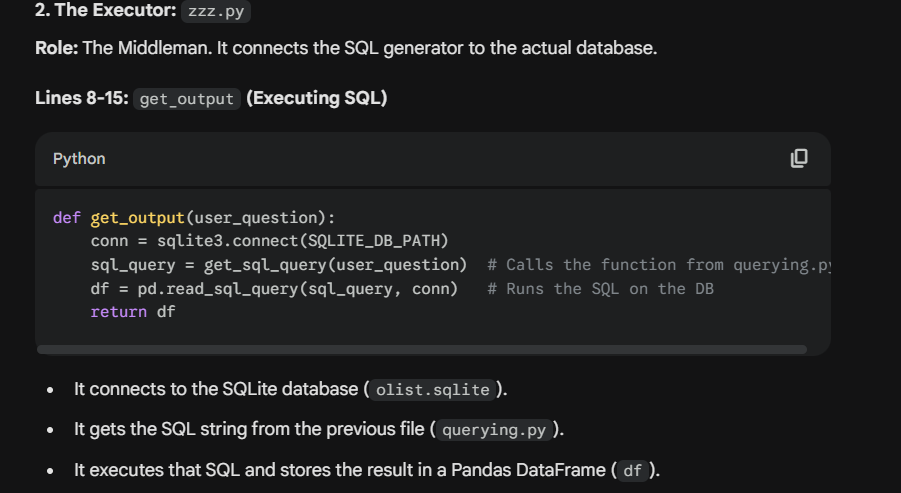 2. The Executor: zzz.py
Role: The Middleman. It connects the SQL generator to the actual database.
Lines 8-15: get_output (Executing SQL)
Python
def get_output(user_question):
    conn = sqlite3.connect(SQLITE_DB_PATH)
    sql_query = get_sql_query(user_question)  # Calls the function from querying.py
    df = pd.read_sql_query(sql_query, conn)   # Runs the SQL on the DB
    return df
• It connects to the SQLite database (olist.sqlite).
• It gets the SQL string from the previous file (querying.py).
• It executes that SQL and stores the result in a Pandas DataFrame (df).